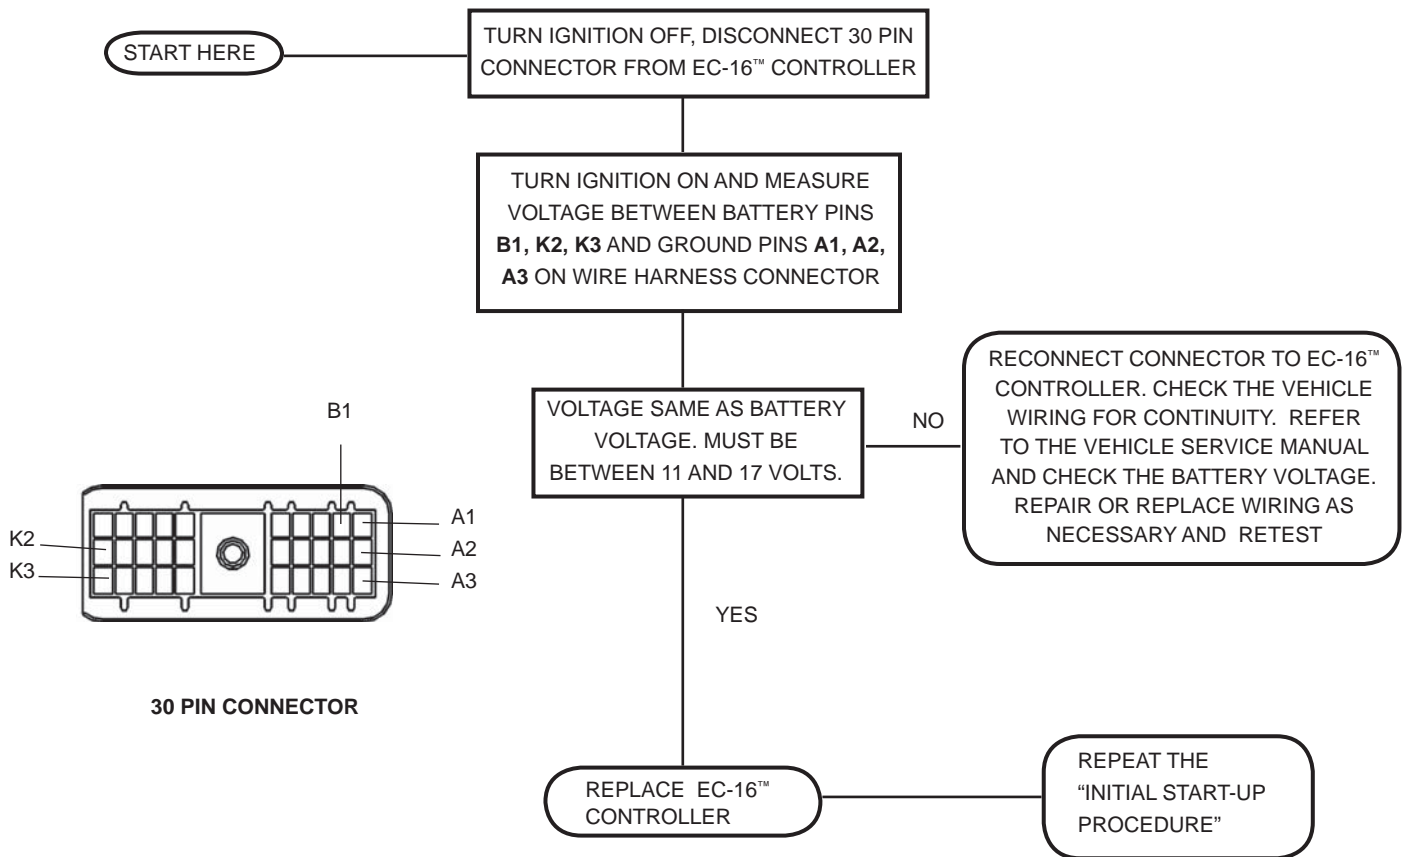 START HERE
TURN IGNITION OFF, DISCONNECT 30 PIN
CONNECTOR FROM EC-16™ CONTROLLER
TURN IGNITION ON AND MEASURE
VOLTAGE BETWEEN BATTERY PINS
B1, K2, K3 AND GROUND PINS A1, A2,
A3 ON WIRE HARNESS CONNECTOR
VOLTAGE SAME AS BATTERY
VOLTAGE. MUST BE
BETWEEN 11 AND 17 VOLTS.
NO
RECONNECT CONNECTOR TO EC-16™
CONTROLLER. CHECK THE VEHICLE
WIRING FOR CONTINUITY. REFER
TO THE VEHICLE SERVICE MANUAL
AND CHECK THE BATTERY VOLTAGE.
REPAIR OR REPLACE WIRING AS
NECESSARY AND RETEST
B1
A1
K2
A2
K3
A3
30 PIN CONNECTOR
YES
REPLACE EC-16™
CONTROLLER
REPEAT THE
“INITIAL START-UP
PROCEDURE”